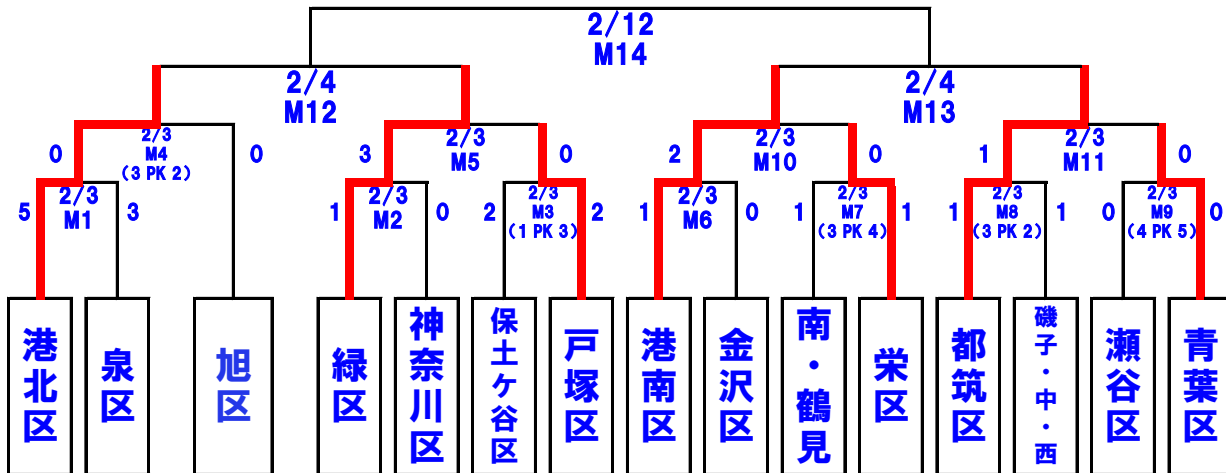 2/12
M14
2/4
M12
2/4
M13
0
2/3
M4
(3 PK 2)
0
3
2/3
M5
0
2
2/3
M10
0
1
2/3
M11
0
5
2/3
M1
3
1
2/3
M2
0
2
2/3
M3
(1 PK 3)
2
1
2/3
M6
0
1
2/3
M7
(3 PK 4)
1
1
2/3
M8
(3 PK 2)
1
0
2/3
M9
(4 PK 5)
0
港北区
泉区
旭区
緑区
神奈川区
保土ケ谷区
戸塚区
港南区
金沢区
南・鶴見
栄区
都筑区
磯子・中・西
瀬谷区
青葉区